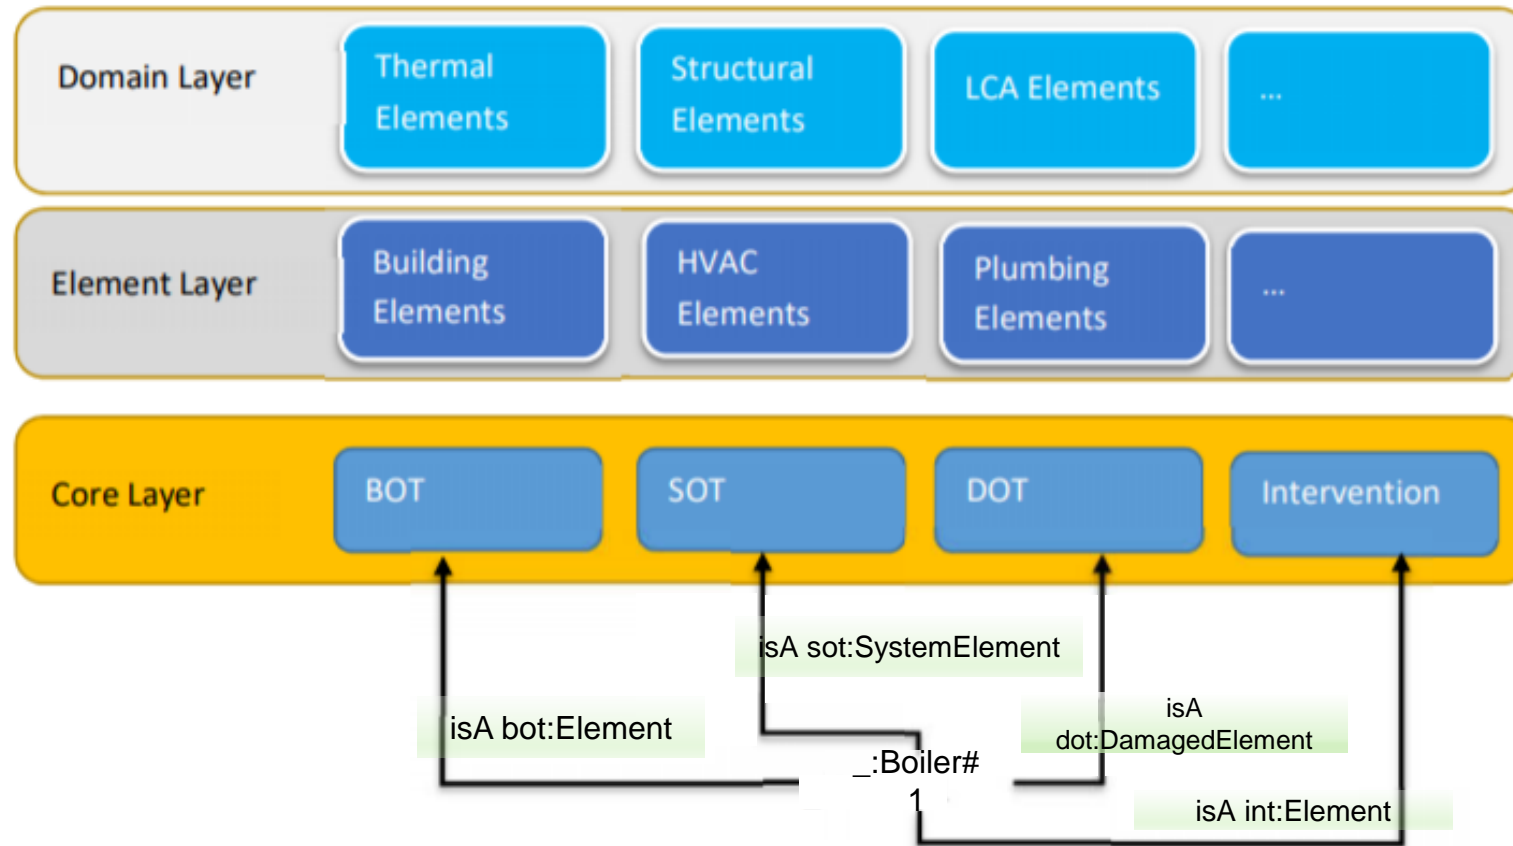 Domain Layer
Thermal
Elements
Structural
Elements
LCA Elements
...
Element Layer
Building
Elements
HVAC
Elements
Plumbing
Elements
...
Core Layer
BOT
SOT
DOT
Intervention
isA sot:SystemElement
isA bot:Element
isA
dot:DamagedElement
_:Boiler#
1
isA int:Element